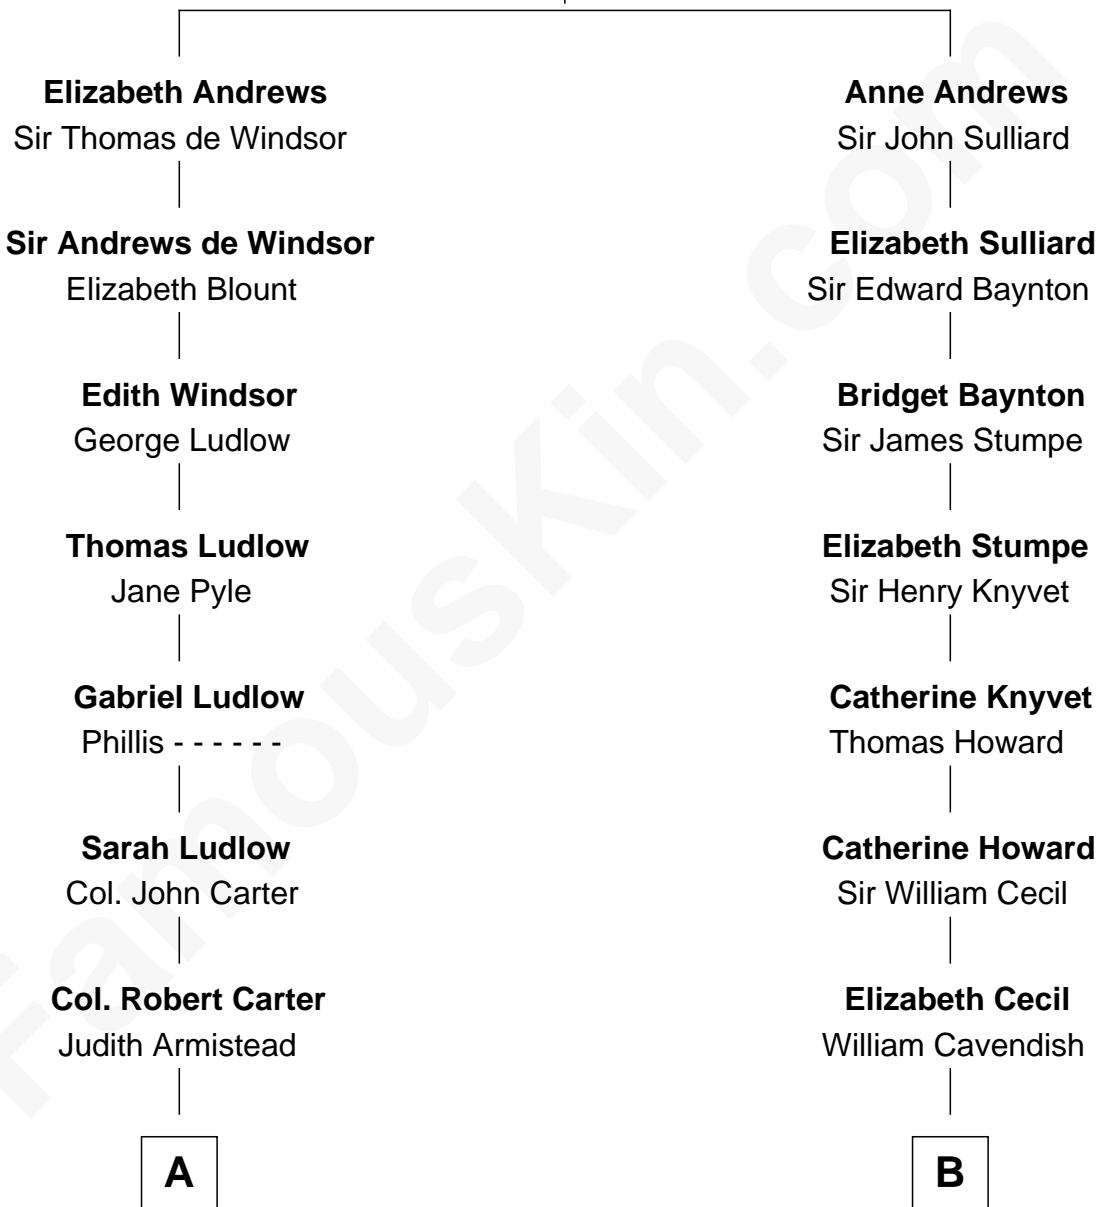 Elizabeth Andrews
Sir Thomas de Windsor
Sir Andrews de Windsor
Elizabeth Blount
Edith Windsor
George Ludlow
Thomas Ludlow
Jane Pyle
Gabriel Ludlow
Phillis - - - - - -
Sarah Ludlow
Col. John Carter
Col. Robert Carter
Judith Armistead
A
Anne Andrews
Sir John Sulliard
Elizabeth Sulliard
Sir Edward Baynton
Bridget Baynton
Sir James Stumpe
Elizabeth Stumpe
Sir Henry Knyvet
Catherine Knyvet
Thomas Howard
Catherine Howard
Sir William Cecil
Elizabeth Cecil
William Cavendish
B
FamousKin.com